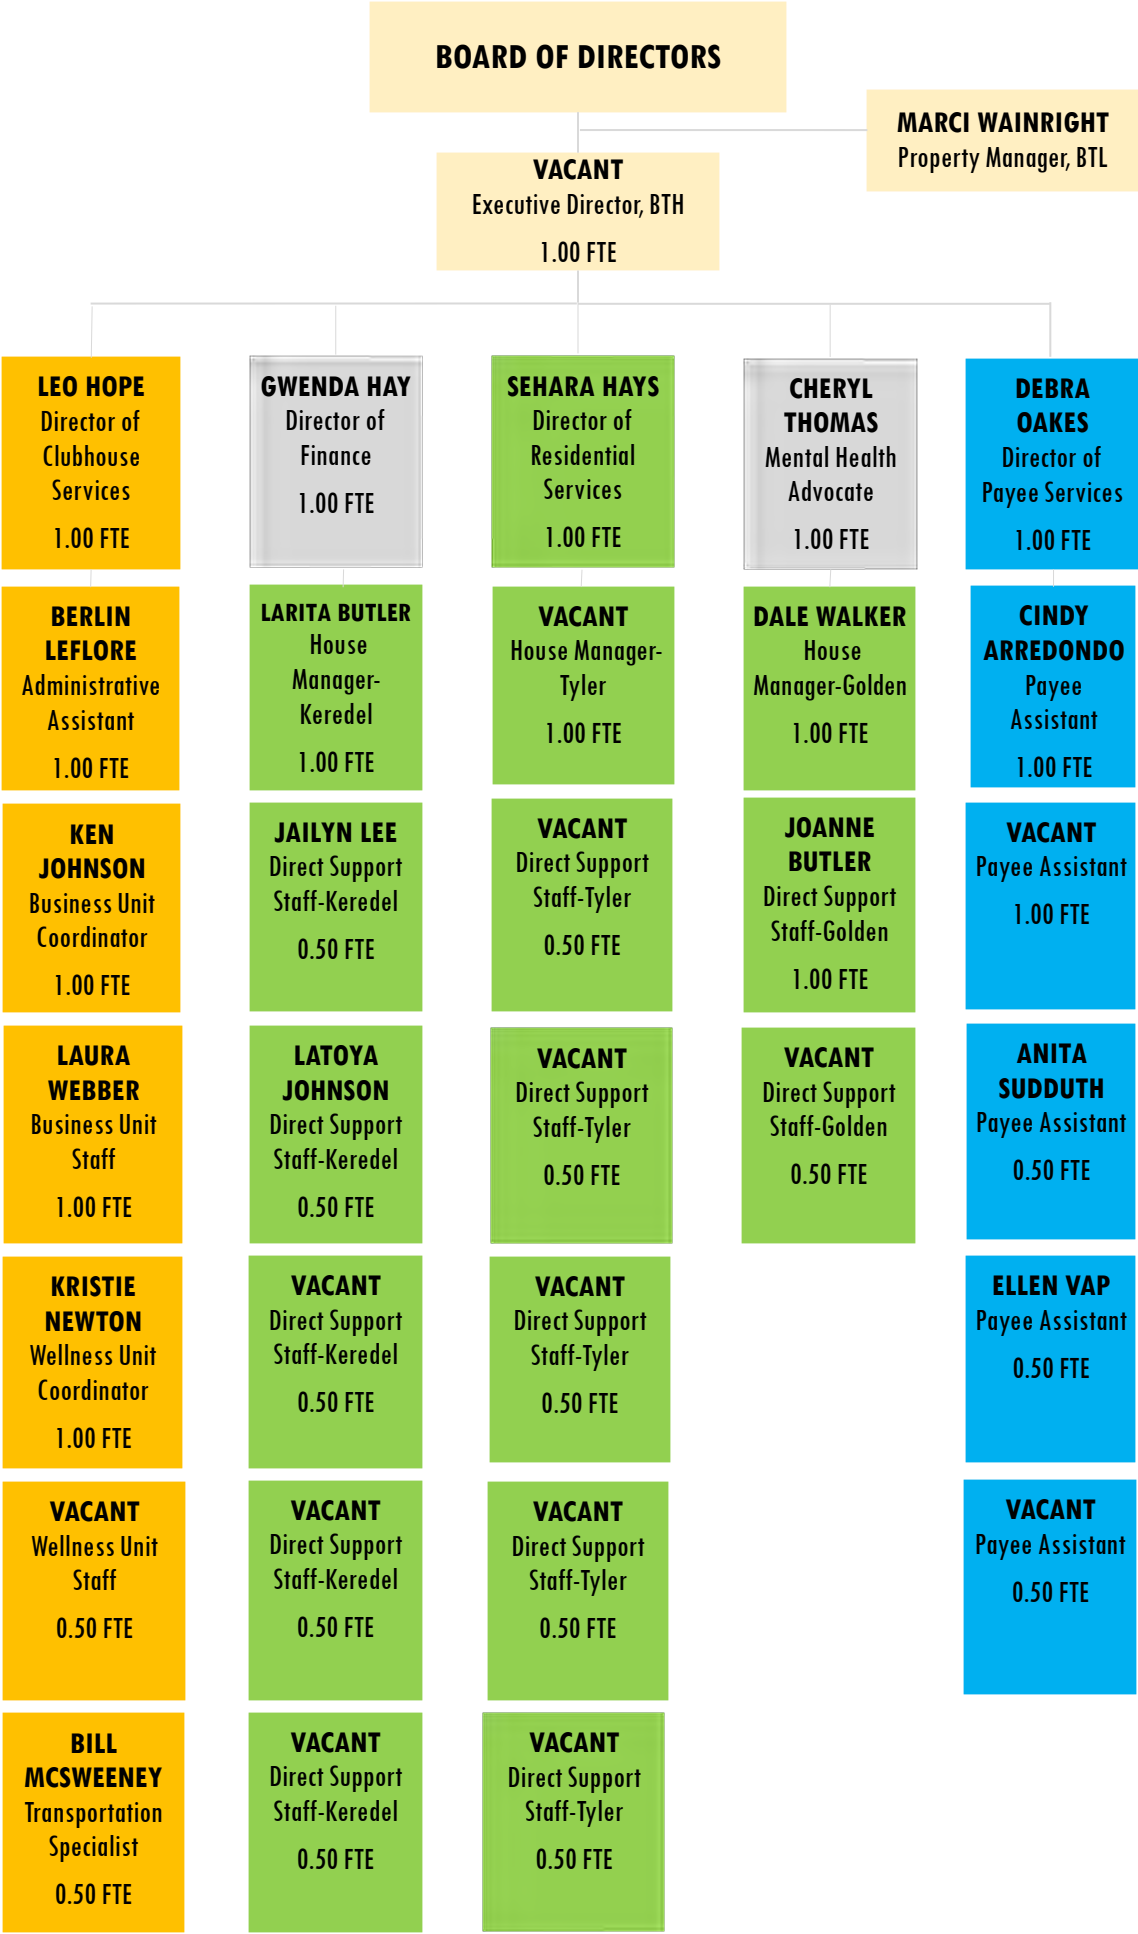 BOARD OF DIRECTORS
MARCI WAINRIGHT
Property Manager, BTL
VACANT
Executive Director, BTH
1.00 FTE
LEO HOPE
Director of
Clubhouse
Services
1.00 FTE
GWENDA HAY
Director of
Finance
1.00 FTE
SEHARA HAYS
Director of
Residential
Services
1.00 FTE
CHERYL
THOMAS
Mental Health
Advocate
1.00 FTE
DEBRA
OAKES
Director of
Payee Services
1.00 FTE
BERLIN
LEFLORE
Administrative
Assistant
1.00 FTE
LARITA BUTLER
House
Manager-
Keredel
1.00 FTE
VACANT
House Manager-
Tyler
1.00 FTE
DALE WALKER
House
Manager-Golden
1.00 FTE
CINDY
ARREDONDO
Payee
Assistant
1.00 FTE
KEN
JOHNSON
Business Unit
Coordinator
1.00 FTE
JAILYN LEE
Direct Support
Staff-Keredel
0.50 FTE
VACANT
Direct Support
Staff-Tyler
0.50 FTE
JOANNE
BUTLER
Direct Support
Staff-Golden
1.00 FTE
VACANT
Payee Assistant
1.00 FTE
LAURA
WEBBER
Business Unit
Staff
1.00 FTE
LATOYA
JOHNSON
Direct Support
Staff-Keredel
0.50 FTE
VACANT
Direct Support
Staff-Tyler
0.50 FTE
VACANT
Direct Support
Staff-Golden
0.50 FTE
ANITA
SUDDUTH
Payee Assistant
0.50 FTE
KRISTIE
NEWTON
Wellness Unit
Coordinator
1.00 FTE
VACANT
Direct Support
Staff-Keredel
0.50 FTE
VACANT
Direct Support
Staff-Tyler
0.50 FTE
ELLEN VAP
Payee Assistant
0.50 FTE
VACANT
Wellness Unit
Staff
0.50 FTE
VACANT
Direct Support
Staff-Keredel
0.50 FTE
VACANT
Direct Support
Staff-Tyler
0.50 FTE
VACANT
Payee Assistant
0.50 FTE
BILL
MCSWEENEY
Transportation
Specialist
0.50 FTE
VACANT
Direct Support
Staff-Keredel
0.50 FTE
VACANT
Direct Support
Staff-Tyler
0.50 FTE